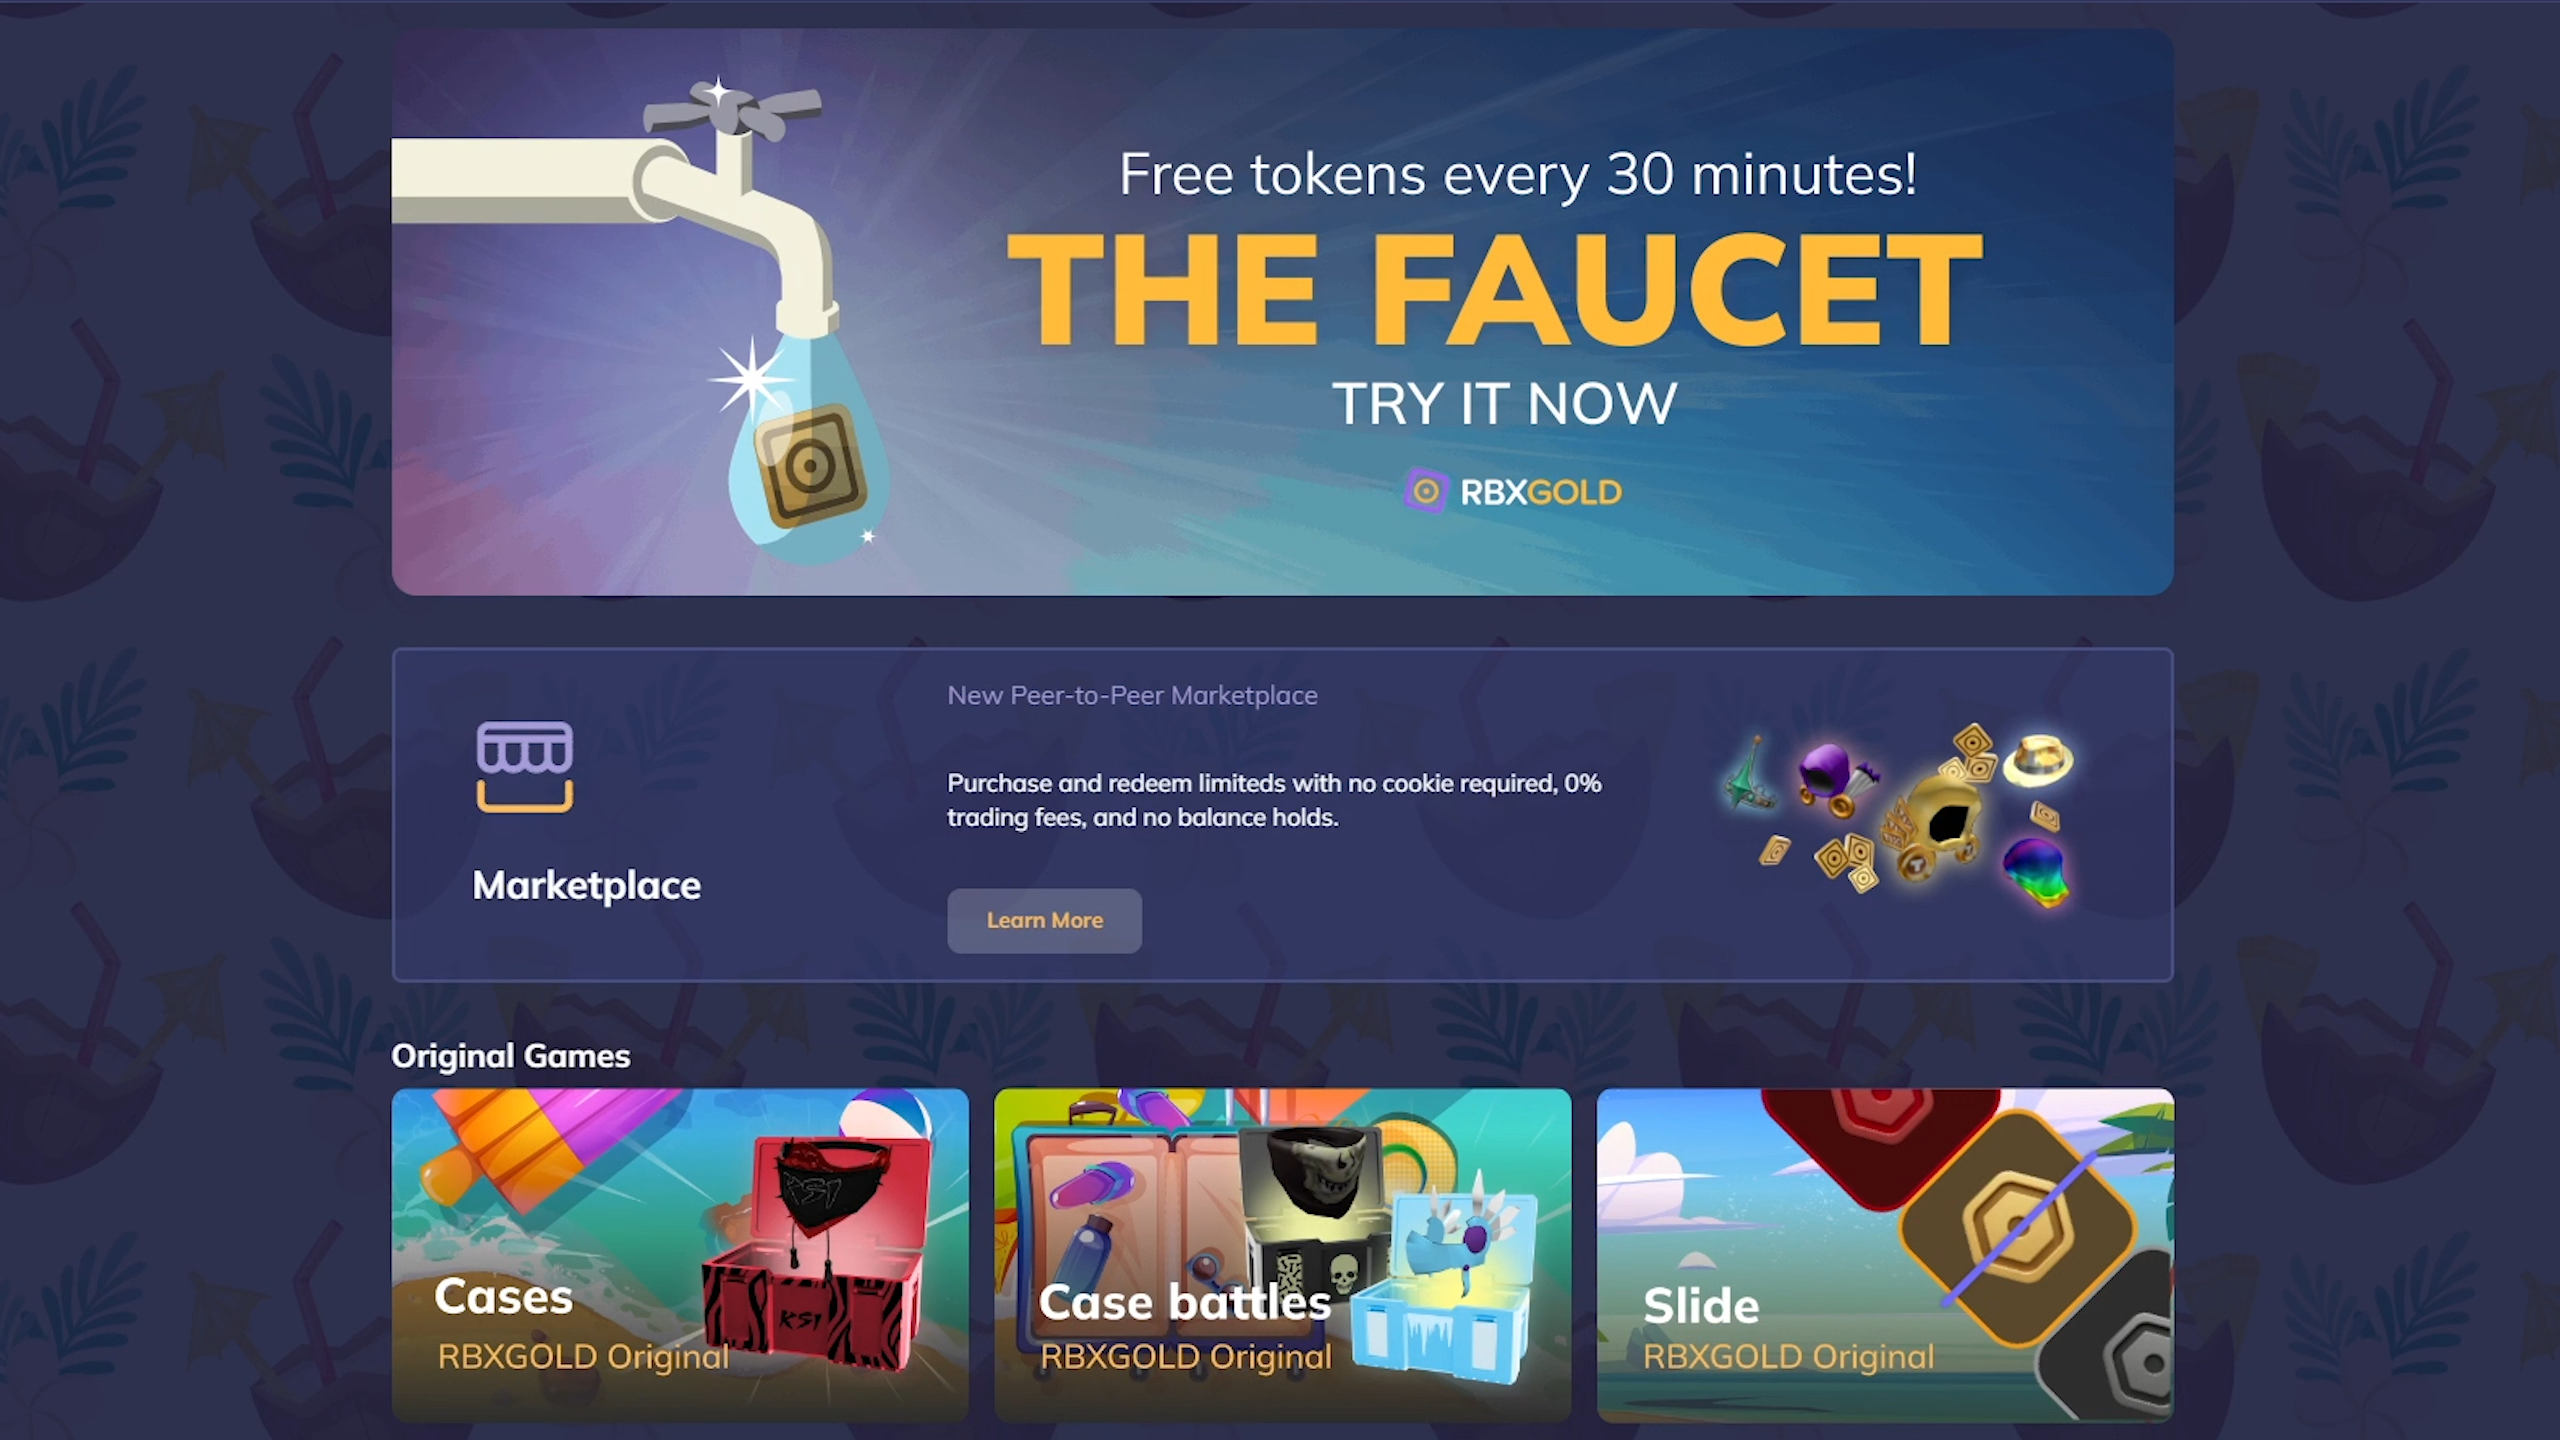 Free tokens every 30 minutes!
THE FAUCET
TRY IT NOW
RBXGOLD
New Peer-to-Peer Marketplace
Purchase and redeem limiteds with no cookie required, 0%
trading fees, and no balance holds.
Marketplace
Learn More
Original Games
KSI
KSI
Cases
RBXGOLD Original
Case battles
RBXGOLD Original
Slide
RBXGOLD Original